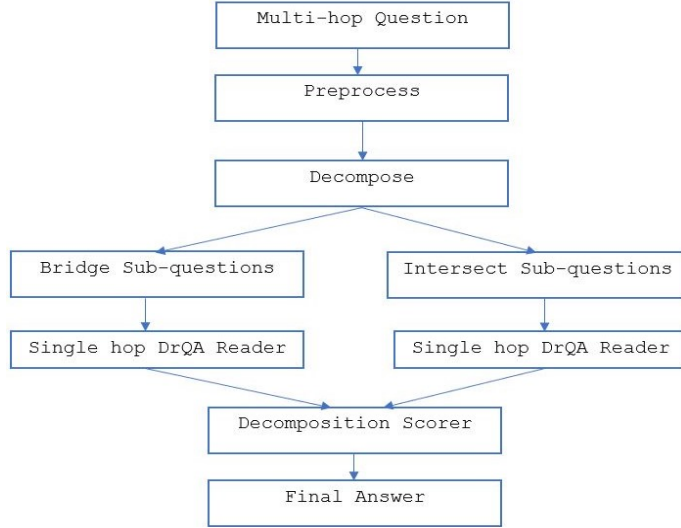 Multi-hop Question
Preprocess
Decompose
Bridge Sub-questions
Intersect Sub-questions
Single hop DrQA Reader
Single hop DrQA Reader
Decomposition Scorer
Final Answer